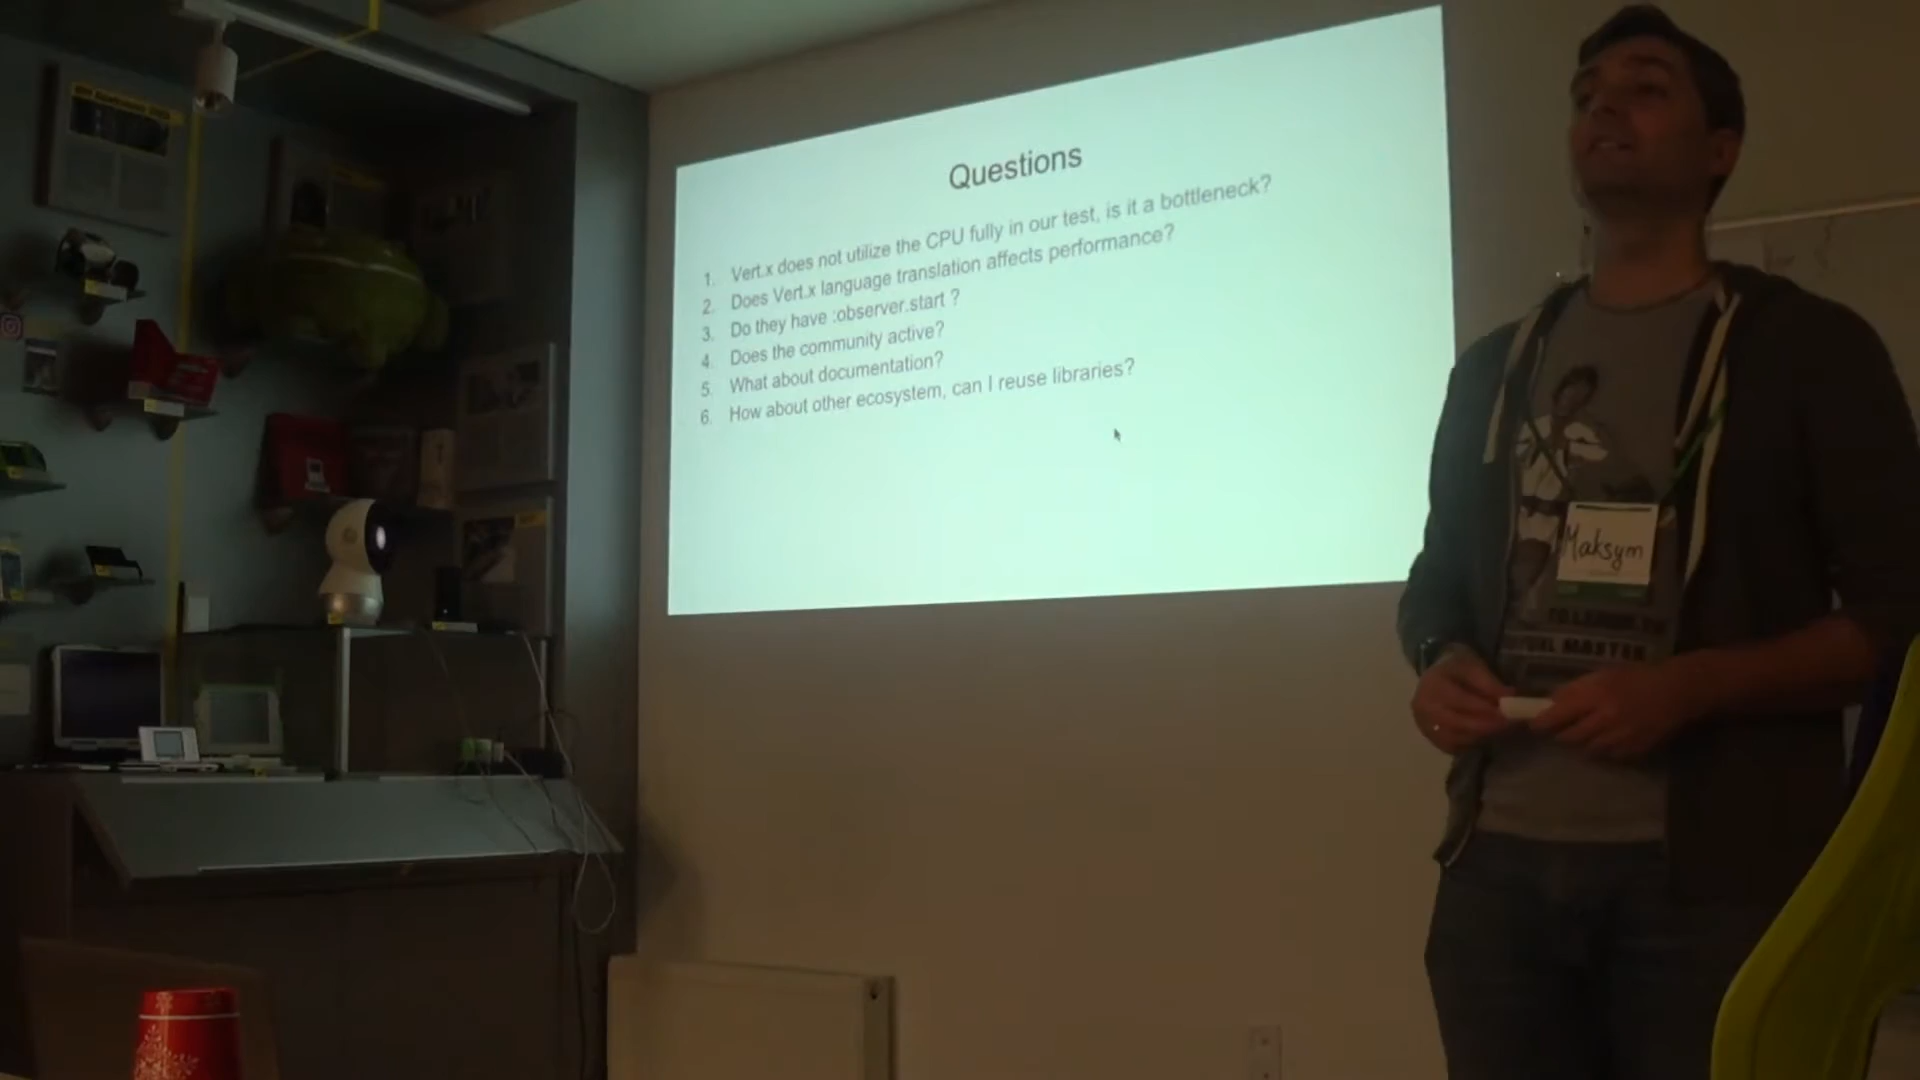 Questions
1. Vert.x does not utilize the CPU fully in our test, is it a bottleneck?
2. Does Vert.x language translation affects performance?
3. Do they have :observer.start ?
4. Does the community active?
5. What about documentation?
6. How about other ecosystem, can I reuse libraries?
Maksym
MASTER